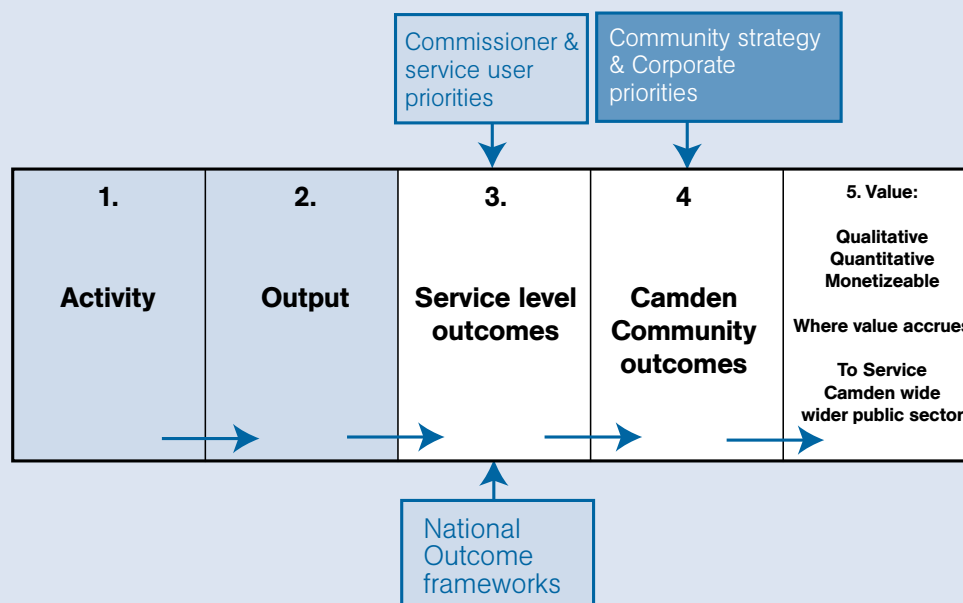 Commissioner &
service user
priorities
Community strategy
& Corporate
priorities
1.
Activity
2.
Output
3.
Service level
outcomes
4
Camden
Community
outcomes
5. Value:
Qualitative
Quantitative
Monetizeable
Where value accrues
To Service
Camden wide
wider public sector
National
Outcome
frameworks